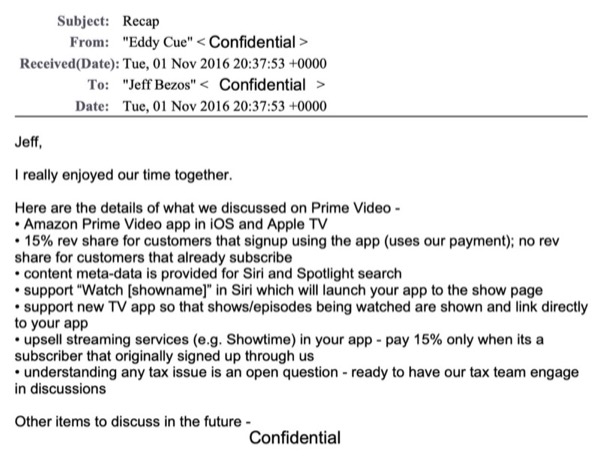 Subject: Recap
From: "Eddy Cue" < Confidential >
Received(Date): Tue, 01 Nov 2016 20:37:53 +0000
To: "Jeff Bezos" < Confidential >
Date: Tue, 01 Nov 2016 20:37:53 +0000
Jeff,
I really enjoyed our time together.
Here are the details of what we discussed on Prime Video -
• Amazon Prime Video app in iOS and Apple TV
• 15% rev share for customers that signup using the app (uses our payment); no rev
share for customers that already subscribe
• content meta-data is provided for Siri and Spotlight search
• support “Watch [showname]” in Siri which will launch your app to the show page
• support new TV app so that shows/episodes being watched are shown and link directly
to your app
• upsell streaming services (e.g. Showtime) in your app - pay 15% only when its a
subscriber that originally signed up through us
• understanding any tax issue is an open question - ready to have our tax team engage
in discussions
Other items to discuss in the future -
Confidential